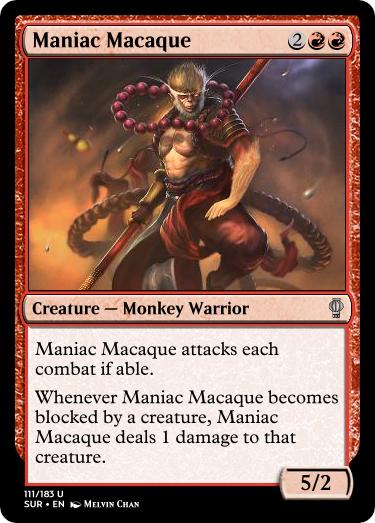 Maniac Macaque 2
Creature — Monkey Warrior
Maniac Macaque attacks each
combat if able.
Whenever Maniac Macaque becomes
blocked by a creature, Maniac
Macaque deals 1 damage to that
creature.
5/2
111/183 U
SUR • EN Melvin Chan